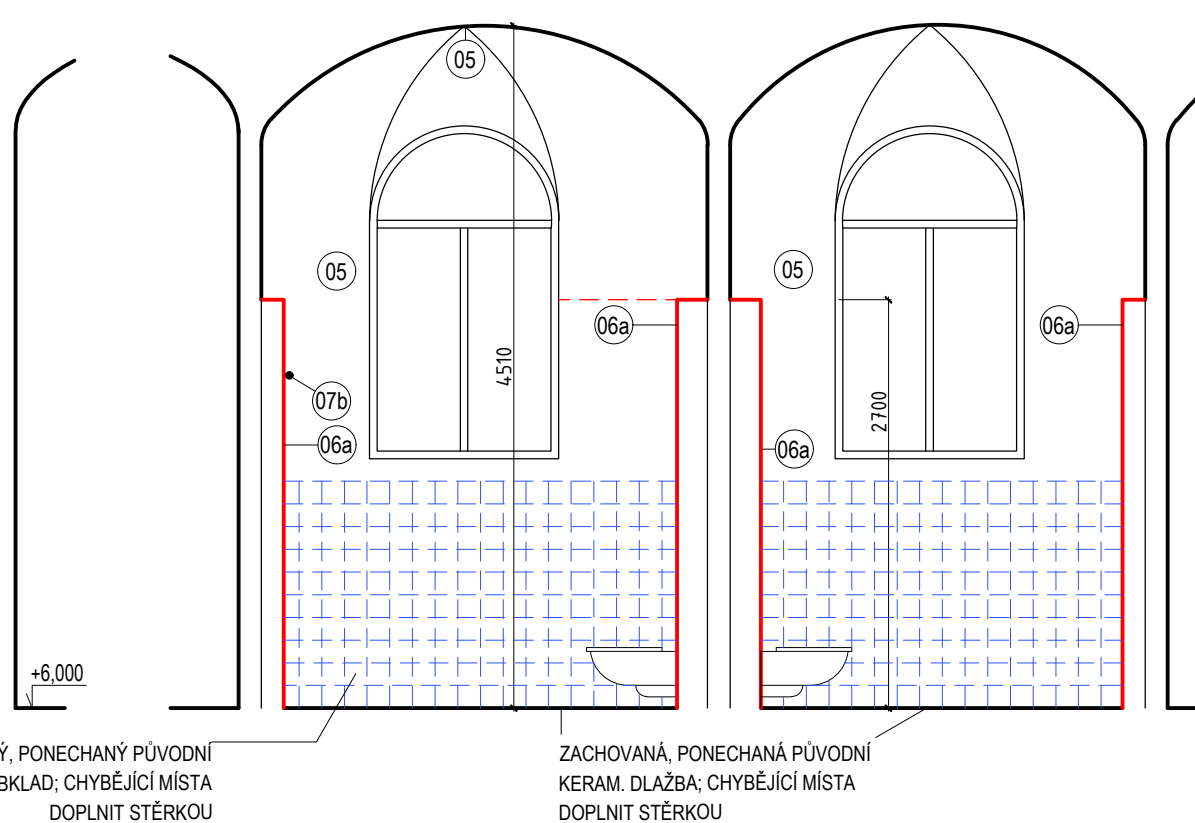 05
05
05
06a
06a
4510
07b
2700
06a
06a
+6,000
PONECHANÝ PŮVODNÍ
CHYBĚJÍCÍ MÍSTA
DOPLNIT STĚRKOU
ZACHOVANÁ, PONECHANÁ PŮVODNÍ
KERAM. DLAŽBA; CHYBĚJÍCÍ MÍSTA
DOPLNIT STĚRKOU